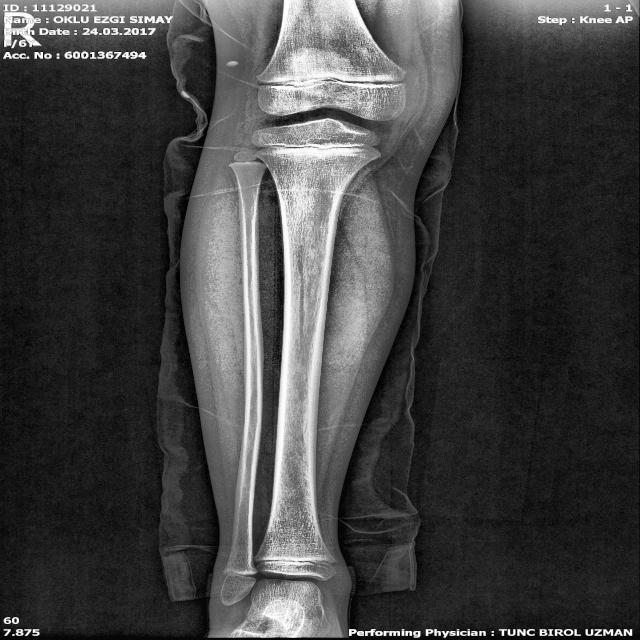 ID : 11129021
Name : OKLU EZGI SIMAY
Date : 24.03.2017
Acc. No : 6001367494
1 - 1
Step : Knee AP
R
60
7.875
Performing Physician : TUNC BIROL UZMAN